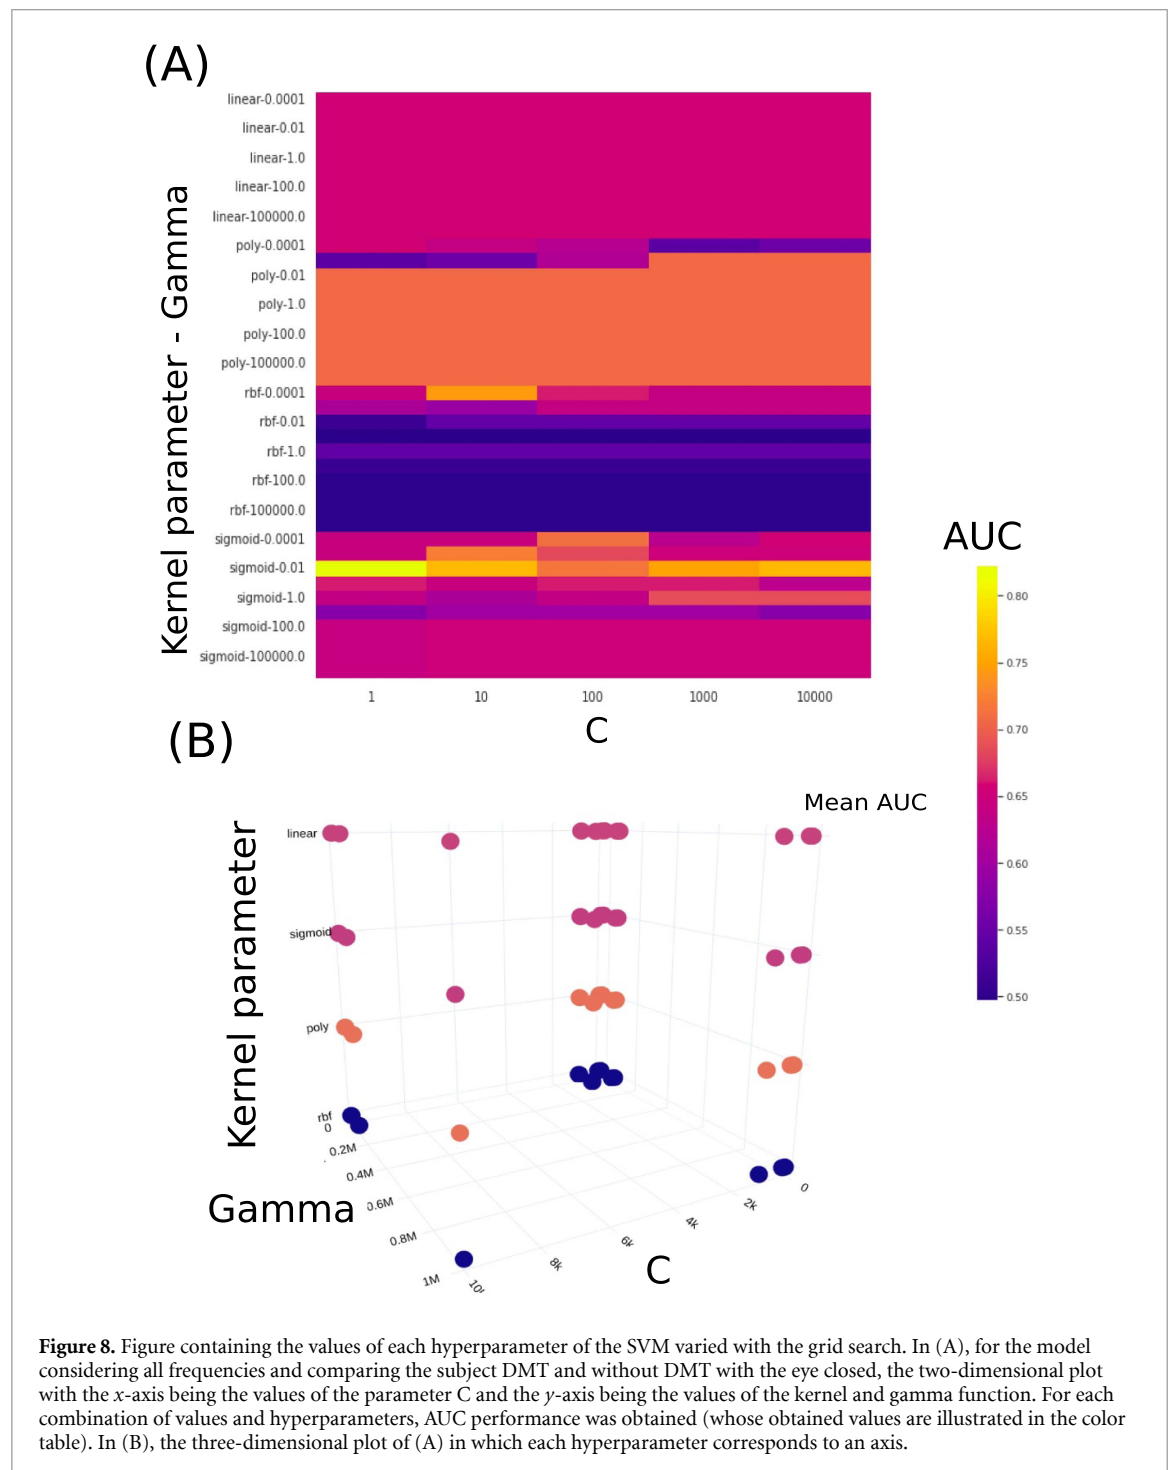 (A)
linear-0.0001
linear-0.01
linear-1.0
linear-100.0
linear-100000.0
poly-0.0001
poly-0.01
poly-1.0
poly-100.0
poly-100000.0
rbf-0.0001
rbf-0.01
rbf-1.0
rbf-100.0
rbf-100000.0
sigmoid-0.0001
sigmoid-0.01
sigmoid-1.0
sigmoid-100.0
sigmoid-100000.0
Kernel parameter - Gamma
1 10 100 1000 10000
C
AUC
0.80
0.75
0.70
0.65
0.60
0.55
0.50
(B)
Mean AUC
Kernel parameter
linear
sigmoid
poly
rbf
0
0.2M
0.4M
0.6M
0.8M
1M
Gamma
0
2k
4k
6k
8k
C
Figure 8. Figure containing the values of each hyperparameter of the SVM varied with the grid search. In (A), for the model
considering all frequencies and comparing the subject DMT and without DMT with the eye closed, the two-dimensional plot
with the x-axis being the values of the parameter C and the y-axis being the values of the kernel and gamma function. For each
combination of values and hyperparameters, AUC performance was obtained (whose obtained values are illustrated in the color
table). In (B), the three-dimensional plot of (A) in which each hyperparameter corresponds to an axis.